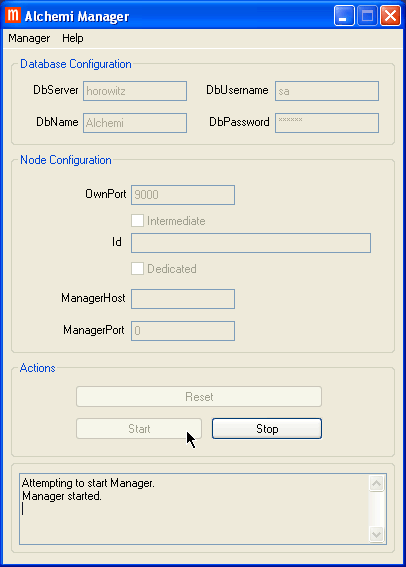 Alchemi Manager
Manager Help
Database Configuration
DbServer horowitz DbUsername sa
DbName Alchemi DbPassword ******
Node Configuration
OwnPort 9000
Intermediate
Id
Dedicated
ManagerHost
ManagerPort 0
Actions
Reset
Start Stop
Attempting to start Manager.
Manager started.